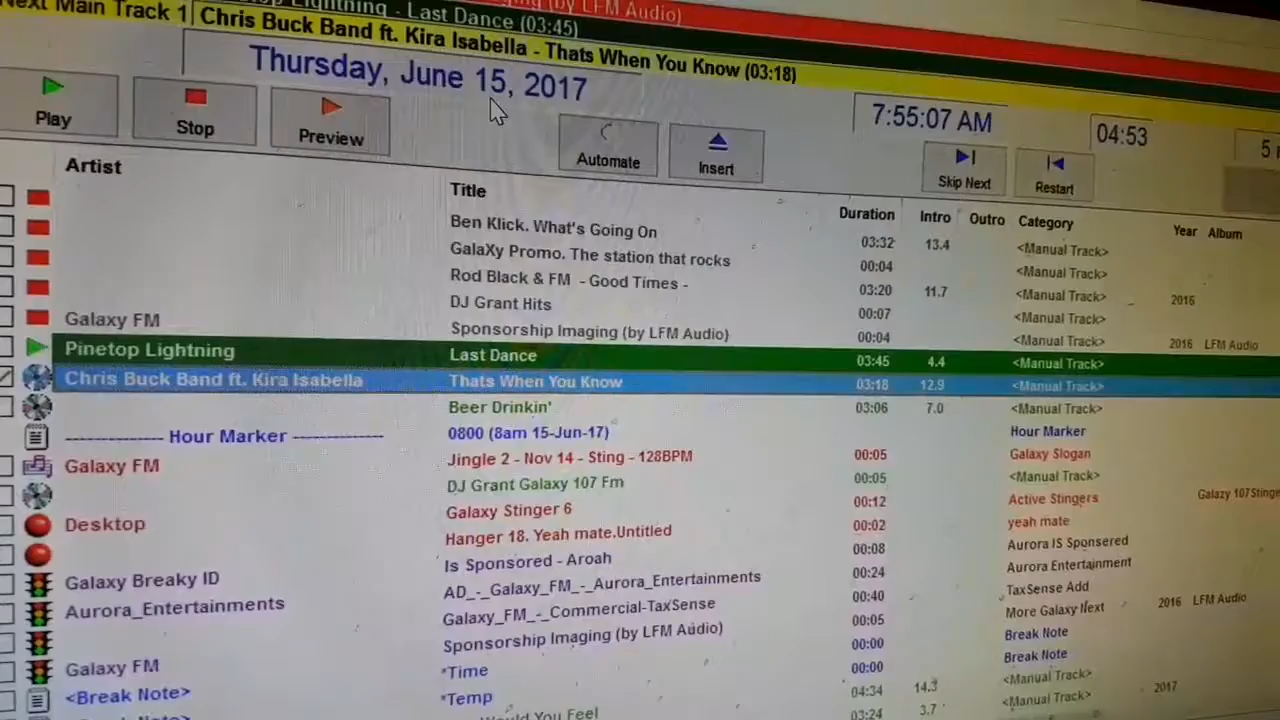 Next Main Track 1 Chris Buck Band ft. Kira Isabella - Thats When You Know (03:18)
Lightning - Last Dance (03:45)
(by LFM Audio)
Thursday, June 15, 2017
7:55:07 AM
04:53
5
Play
Stop
Preview
Automate
Insert
Skip Next
Restart
Artist Title Duration Intro Outro Category Year Album
Ben Klick. What's Going On 03:32 13.4 <Manual Track>
GalaXy Promo. The station that rocks 00:04 <Manual Track>
Rod Black & FM - Good Times - 03:20 11.7 <Manual Track> 2016
DJ Grant Hits 00:07 <Manual Track>
Galaxy FM Sponsorship Imaging (by LFM Audio) 00:04 <Manual Track> 2016 LFM Audio
Pinetop Lightning Last Dance 03:45 4.4 <Manual Track>
Chris Buck Band ft. Kira Isabella Thats When You Know 03:18 12.9 <Manual Track>
Beer Drinkin' 03:06 7.0 <Manual Track>
-------------- Hour Marker ------------- 0800 (8am 15-Jun-17) Hour Marker
Galaxy FM Jingle 2 - Nov 14 - Sting - 128BPM 00:05 Galaxy Slogan
DJ Grant Galaxy 107 Fm 00:05 <Manual Track>
Desktop Galaxy Stinger 6 00:12 Active Stingers Galazy 107Stinge
Hanger 18. Yeah mate.Untitled 00:02 yeah mate
Galaxy Breaky ID Is Sponsored - Aroah 00:08 Aurora IS Sponsered
Aurora_Entertainments AD_-_Galaxy_FM_-_Aurora_Entertainments 00:24 Aurora Entertainment
Galaxy_FM_-_Commercial-TaxSense 00:40 TaxSense Add
Galaxy FM Sponsorship Imaging (by LFM Audio) 00:05 More Galaxy Next 2016 LFM Audio
<Break Note> *Time 00:00 Break Note
*Temp 00:00 Break Note
You Feel 04:34 14.3 <Manual Track> 2017
03:24 3.7 <Manual Track>